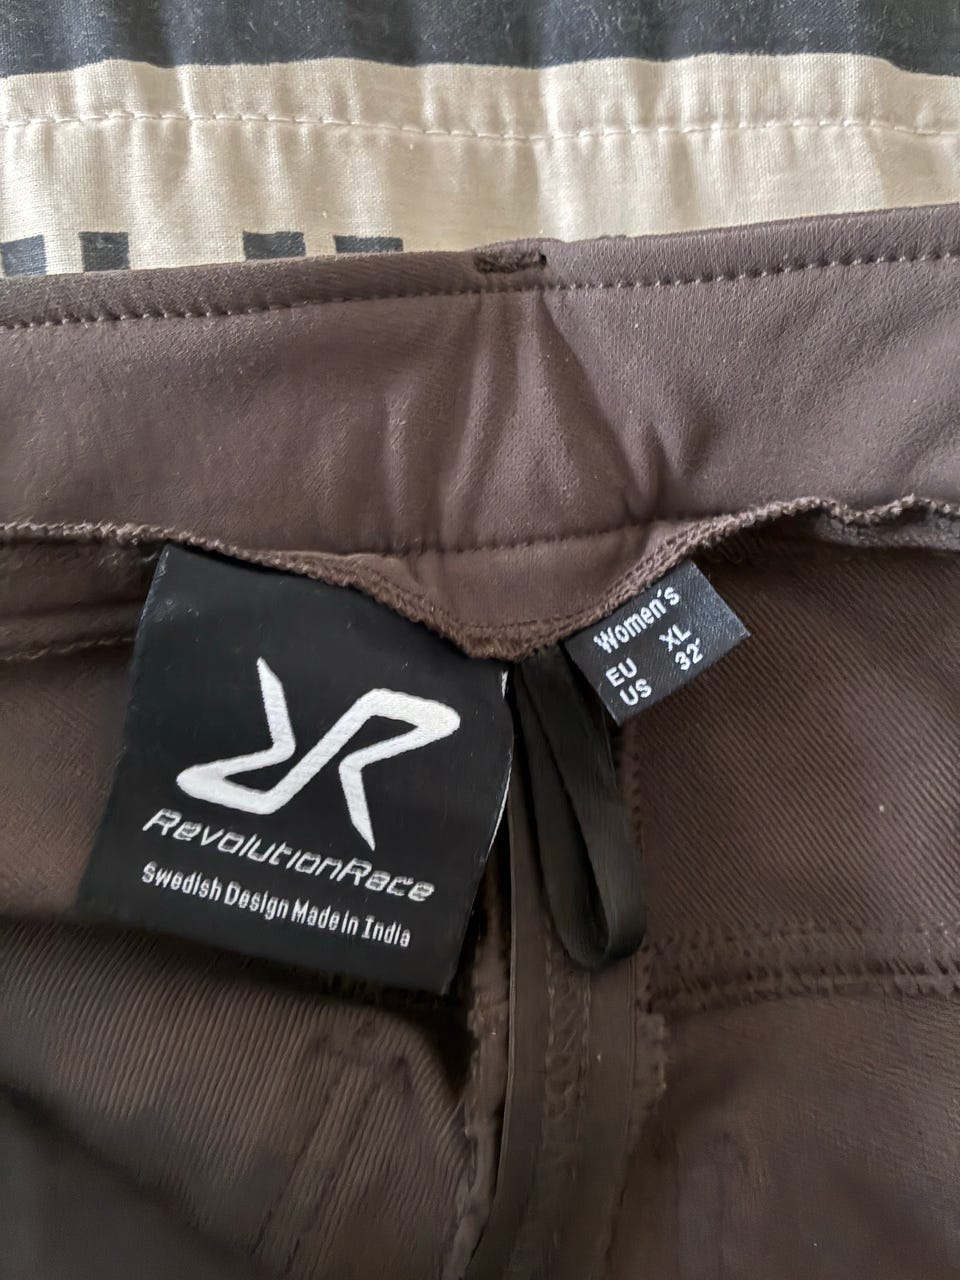 RevolutionRace
Swedish Design Made in India
Women's
EU XL
US 32"